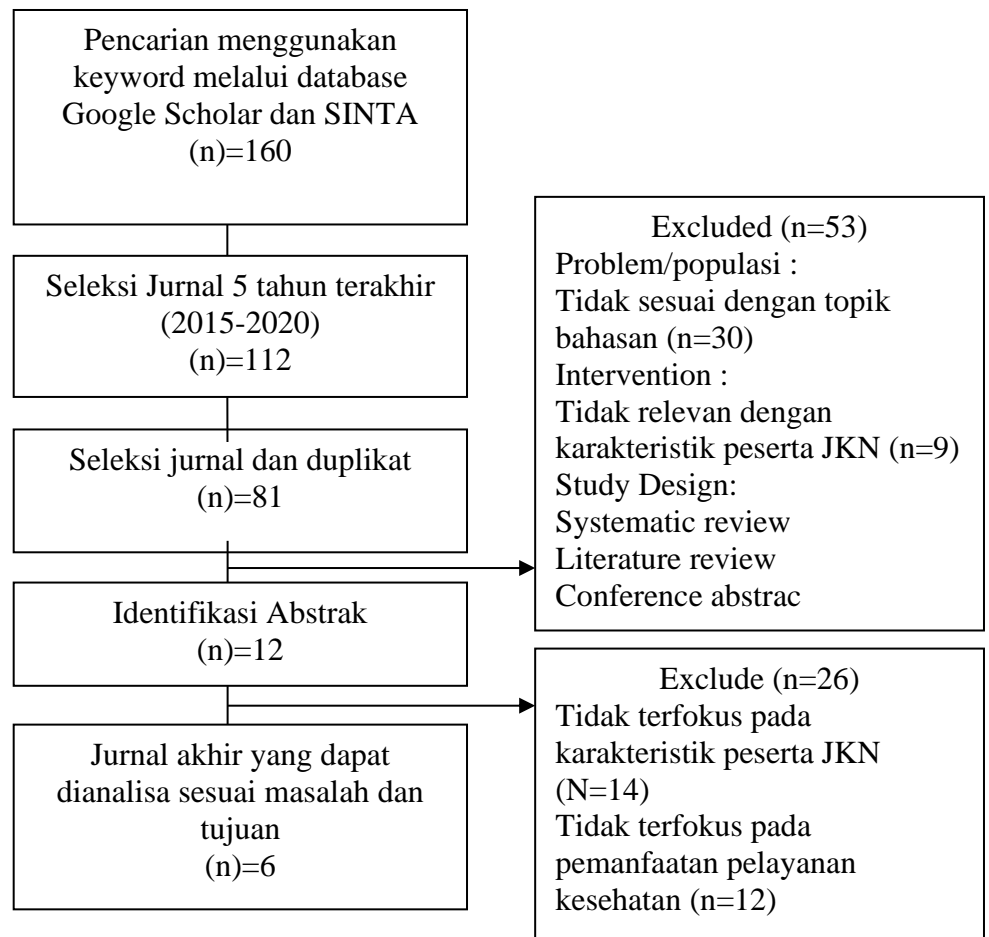 Pencarian menggunakan
keyword melalui database
Google Scholar dan SINTA
(n)=160
Seleksi Jurnal 5 tahun terakhir
(2015-2020)
(n)=112
Seleksi jurnal dan duplikat
(n)=81
Excluded (n=53)
Problem/populasi :
Tidak sesuai dengan topik
bahasan (n=30)
Intervention :
Tidak relevan dengan
karakteristik peserta JKN (n=9)
Study Design:
Systematic review
Literature review
Conference abstrac
Identifikasi Abstrak
(n)=12
Exclude (n=26)
Tidak terfokus pada
karakteristik peserta JKN
(N=14)
Tidak terfokus pada
pemanfaatan pelayanan
kesehatan (n=12)
Jurnal akhir yang dapat
dianalisa sesuai masalah dan
tujuan
(n)=6